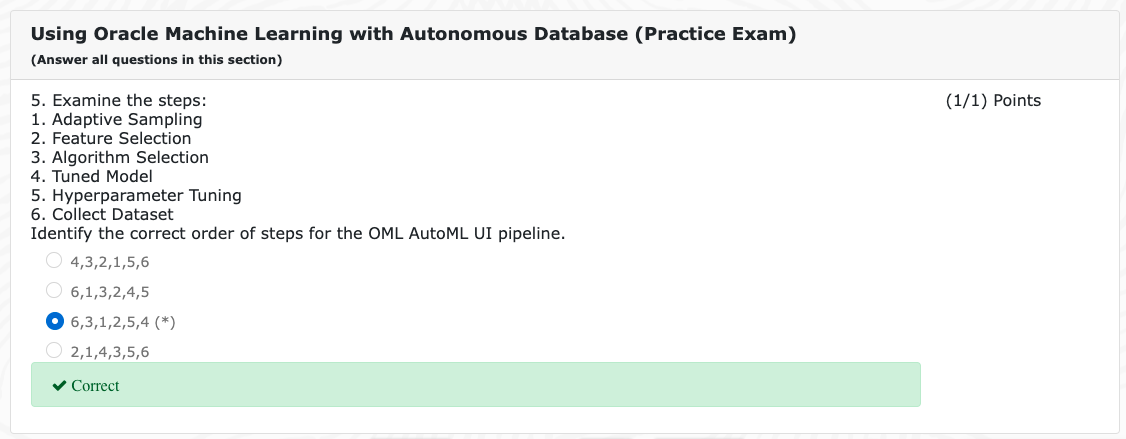 Using Oracle Machine Learning with Autonomous Database (Practice Exam)
(Answer all questions in this section)
5. Examine the steps: (1/1) Points
1. Adaptive Sampling
2. Feature Selection
3. Algorithm Selection
4. Tuned Model
5. Hyperparameter Tuning
6. Collect Dataset
Identify the correct order of steps for the OML AutoML UI pipeline.
4,3,2,1,5,6
6,1,3,2,4,5
6,3,1,2,5,4 (*)
2,1,4,3,5,6
Correct